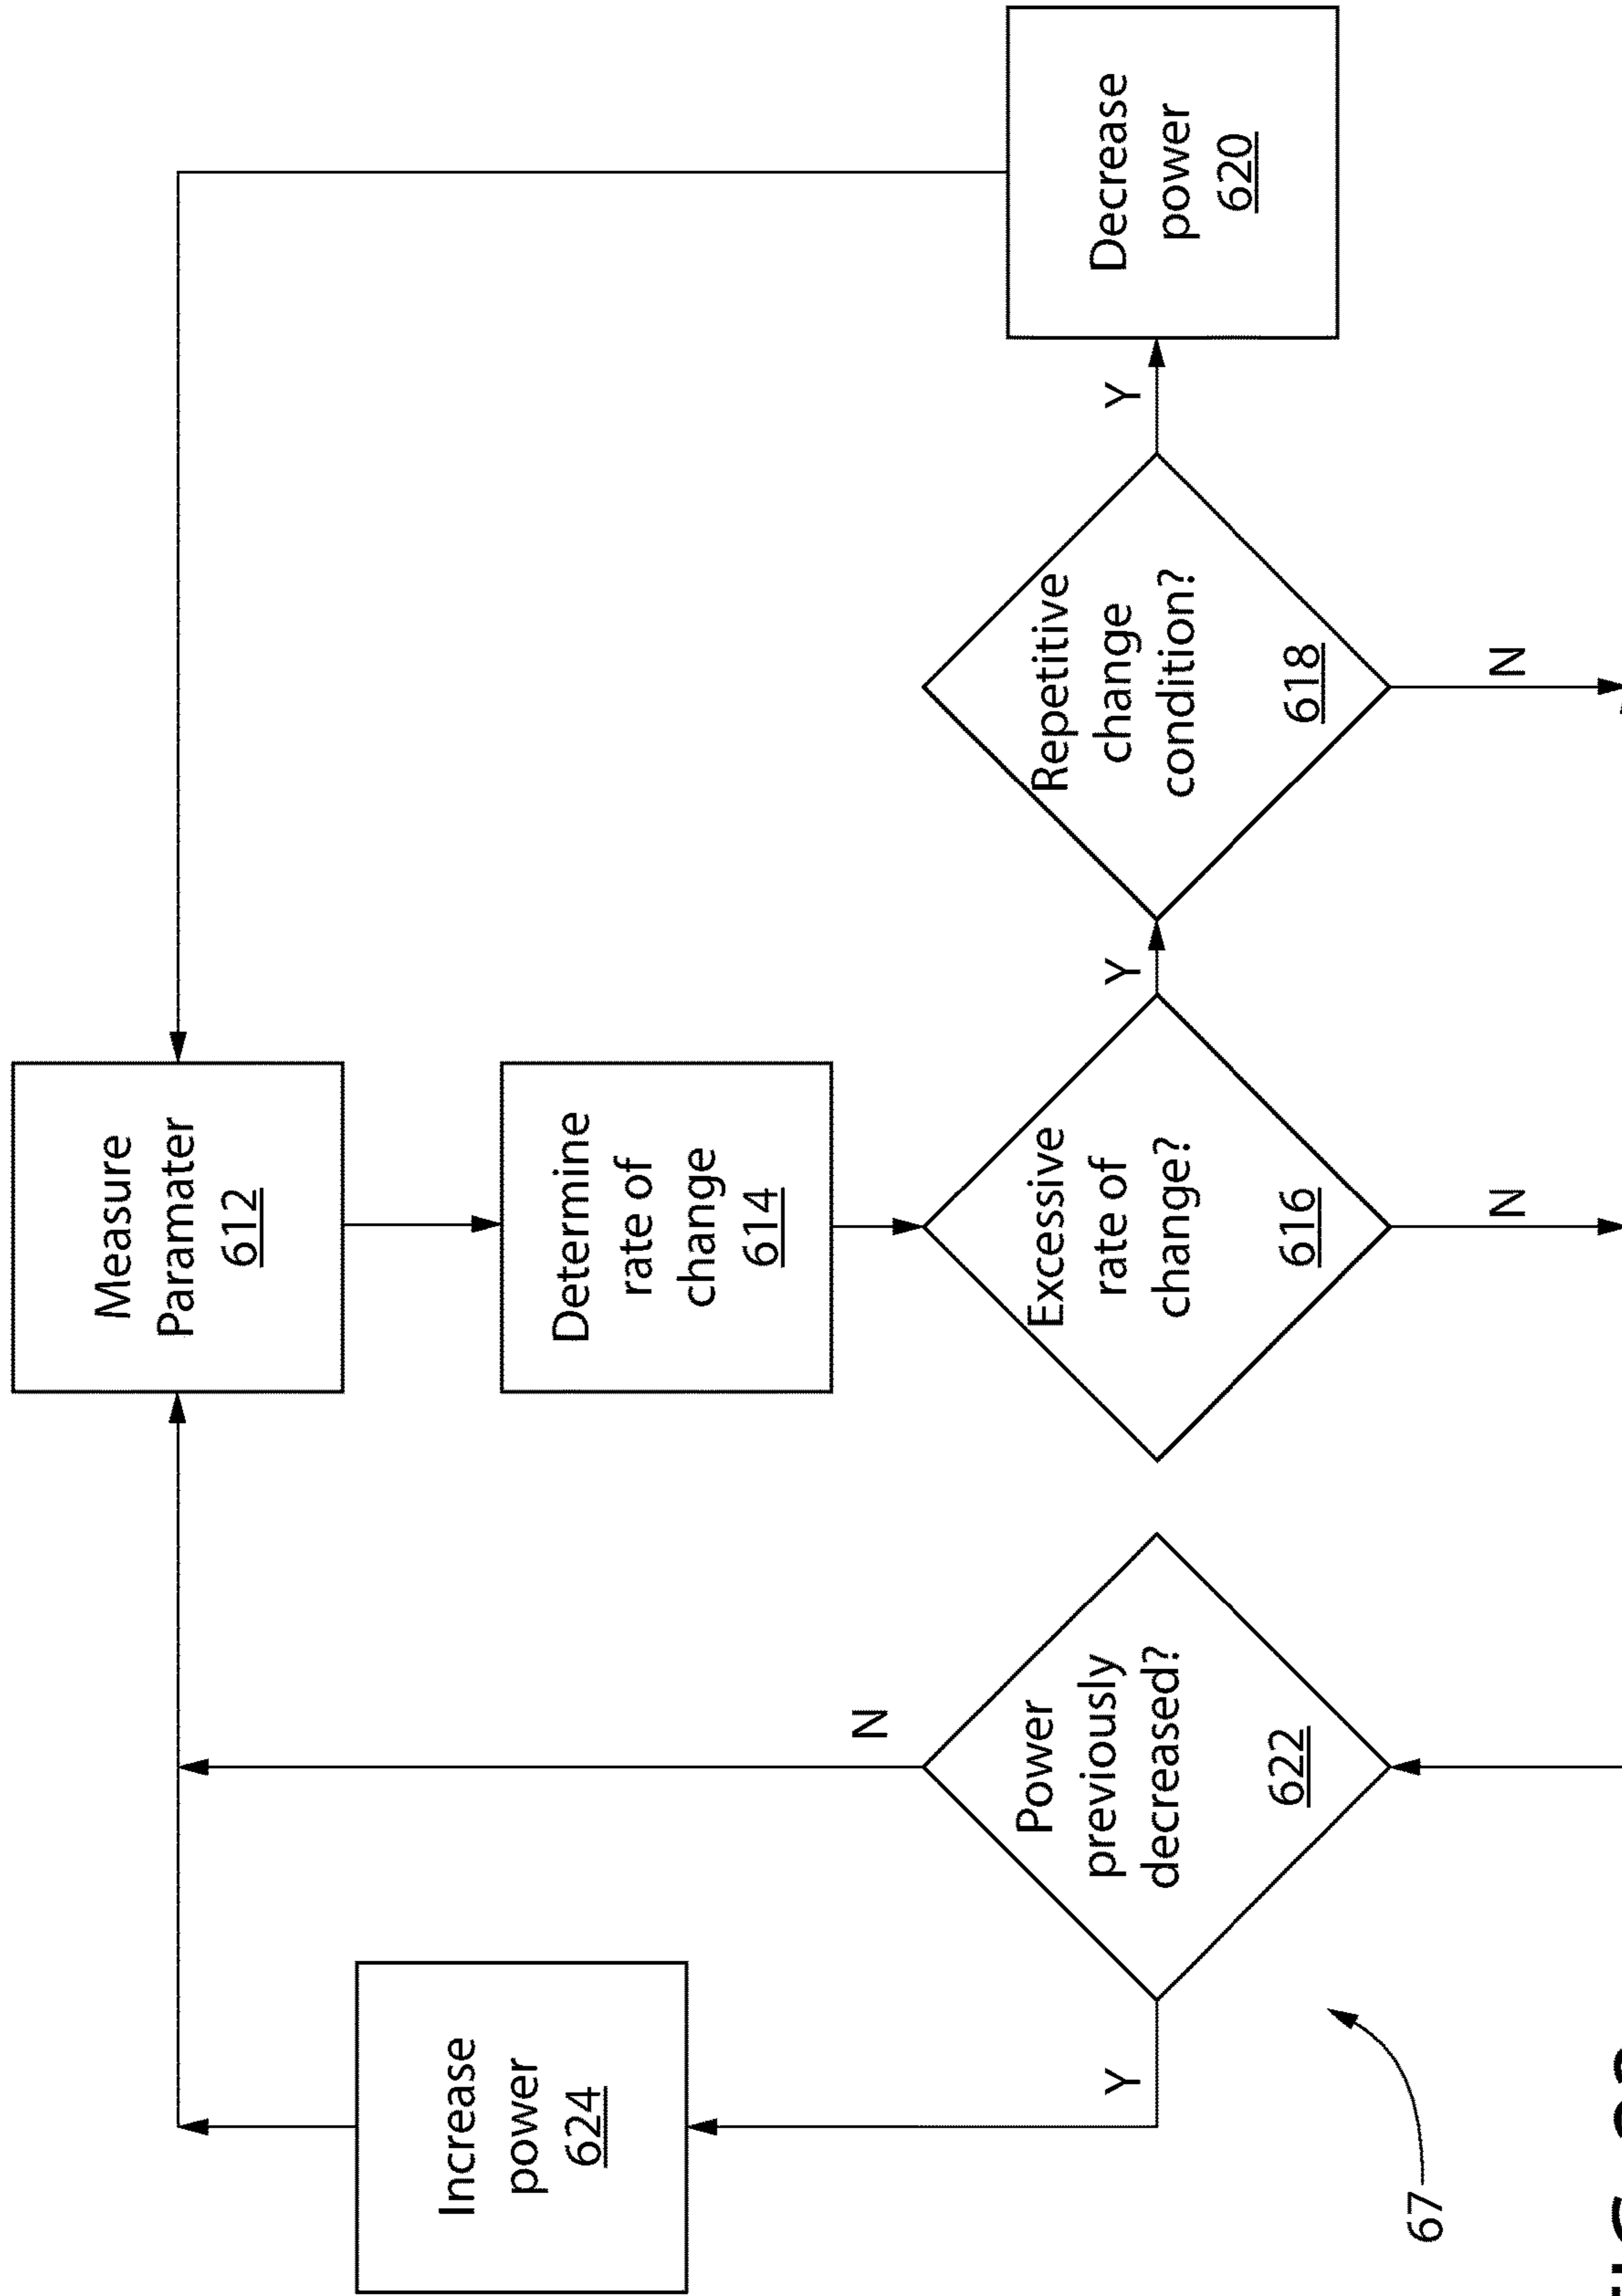 Measure
Paramater
612
Determine
rate of
change
614
Excessive
rate of
change?
616
Y
N
Repetitive
change
condition?
618
Y
N
Decrease
power
620
Power
previously
decreased?
622
N
Y
Increase
power
624
67